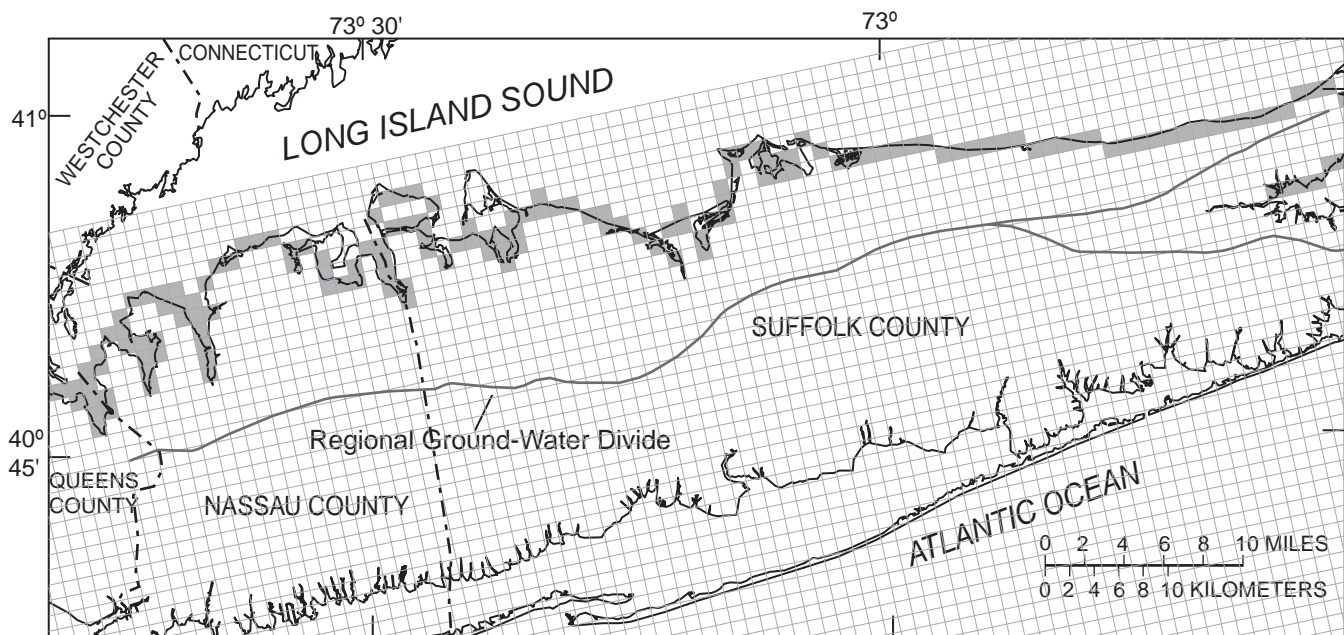 73º 30'
73º
CONNECTICUT
WESTCHESTER
COUNTY
LONG ISLAND SOUND
41º
SUFFOLK COUNTY
Regional Ground-Water Divide
40º
45'
QUEENS
COUNTY
NASSAU COUNTY
ATLANTIC OCEAN
0 2 4 6 8 10 MILES
0 2 4 6 8 10 KILOMETERS